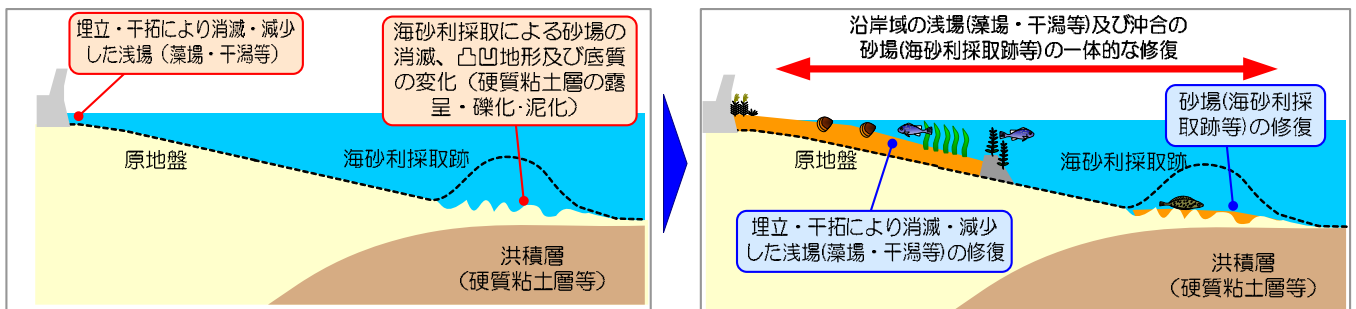 埋立・干拓により消滅・減少
した浅場（藻場・干潟等）
海砂利採取による砂場の
消滅、凸凹地形及び底質
の変化（硬質粘土層の露
呈・礫化･泥化）
原地盤
海砂利採取跡
洪積層
（硬質粘土層等）
沿岸域の浅場(藻場・干潟等)及び沖合の
砂場(海砂利採取跡等)の一体的な修復
砂場(海砂利採
取跡等)の修復
原地盤
海砂利採取跡
埋立・干拓により消滅・減少
した浅場(藻場・干潟等)の修復
洪積層
（硬質粘土層等）